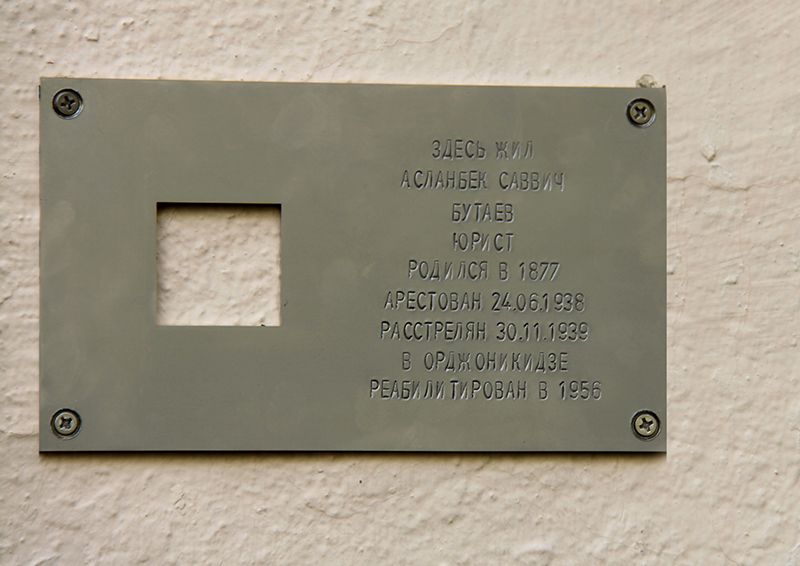 ЗДЕСЬ ЖИЛ
АСЛАНБЕК САВВИЧ
БУТАЕВ
ЮРИСТ
РОДИЛСЯ В 1877
АРЕСТОВАН 24.06.1938
РАССТРЕЛЯН 30.11.1939
В ОРДЖОНИКИДЗЕ
РЕАБИЛИТИРОВАН В 1956